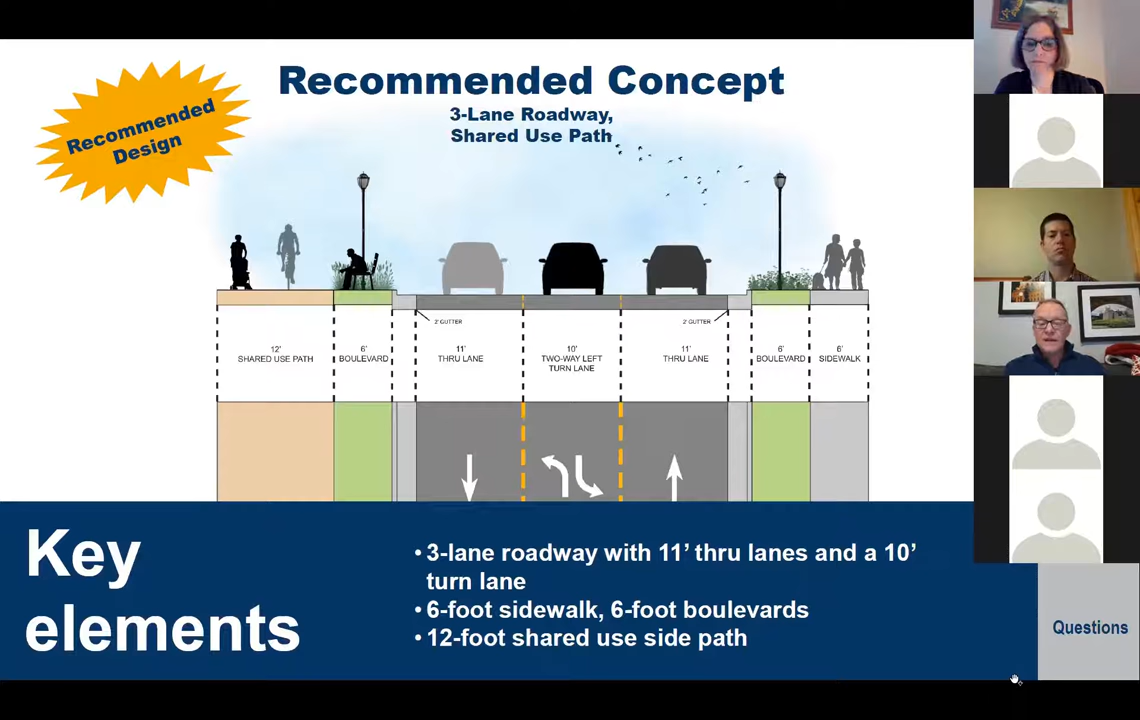 Recommended Concept
3-Lane Roadway,
Shared Use Path
Recommended
Design
2' GUTTER
2' GUTTER
12'
SHARED USE PATH
6'
BOULEVARD
11'
THRU LANE
10'
TWO-WAY LEFT
TURN LANE
11'
THRU LANE
6'
BOULEVARD
6'
SIDEWALK
Key
elements
• 3-lane roadway with 11’ thru lanes and a 10’
turn lane
• 6-foot sidewalk, 6-foot boulevards
• 12-foot shared use side path
Questions